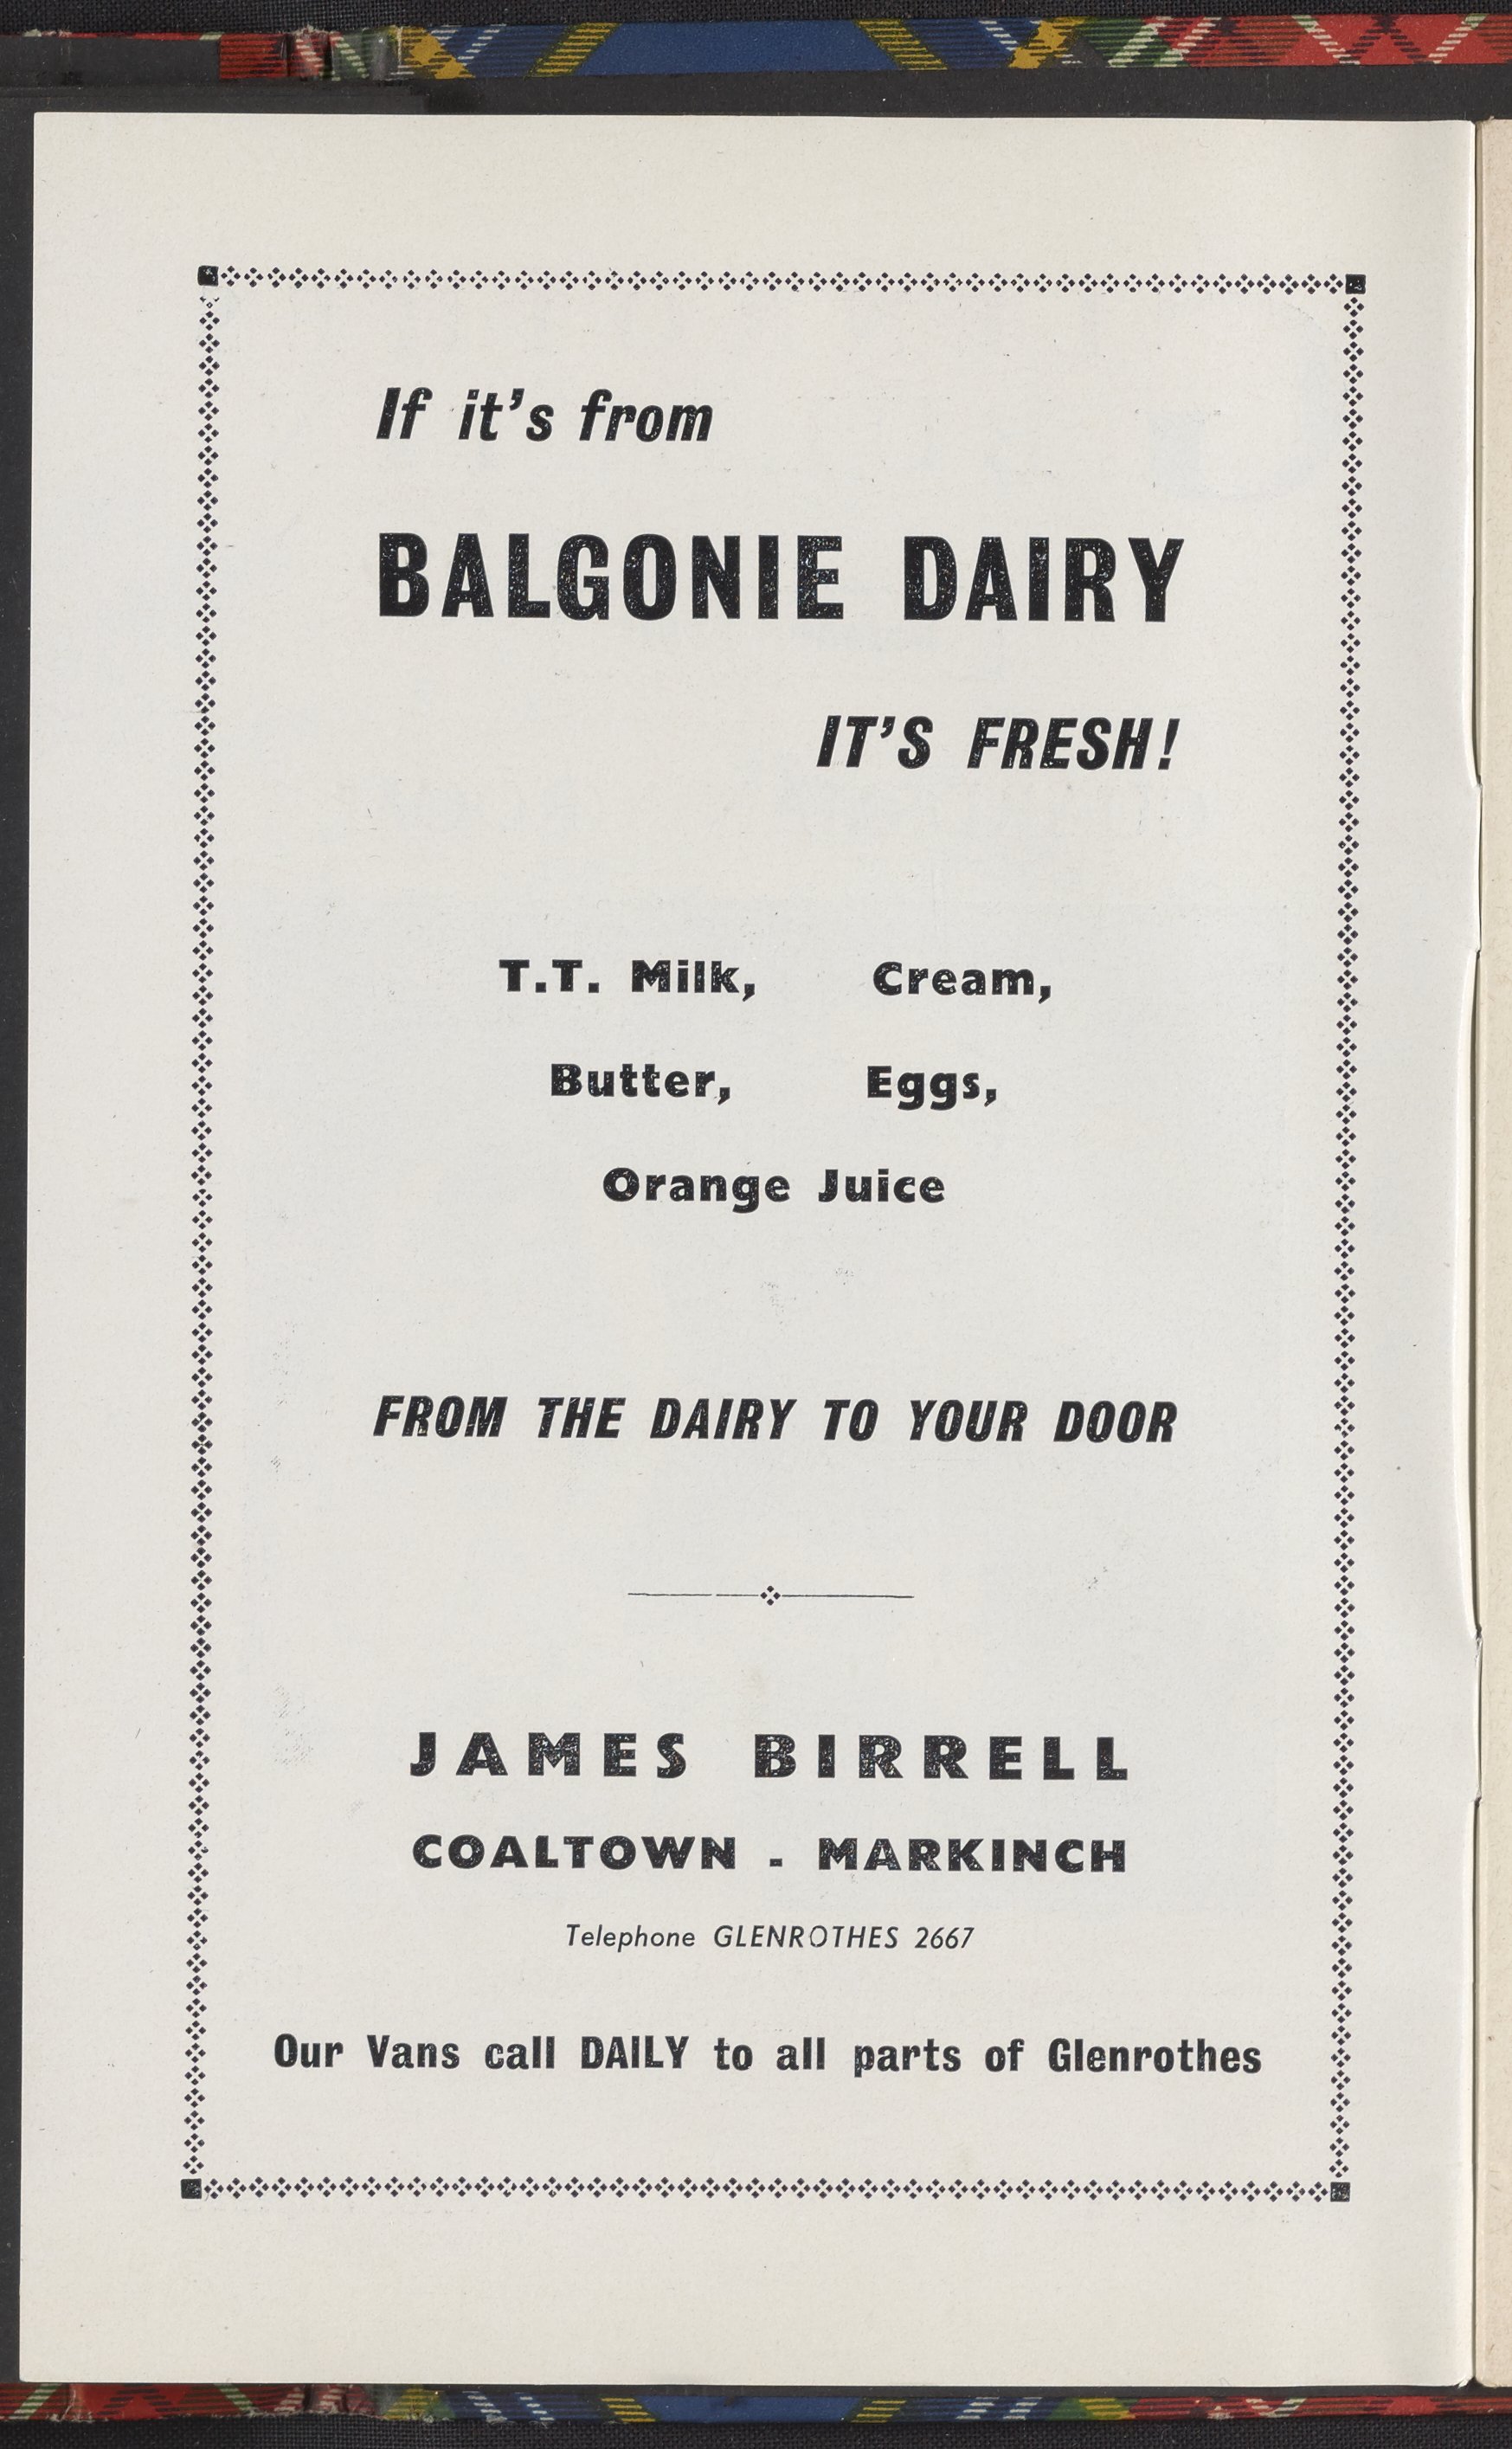 If it's from
BALGONIE DAIRY
IT'S FRESH!
T.T. Milk, Cream,
Butter, Eggs,
Orange Juice
FROM THE DAIRY TO YOUR DOOR
JAMES BIRRELL
COALTOWN - MARKINCH
Telephone GLENROTHES 2667
Our Vans call DAILY to all parts of Glenrothes